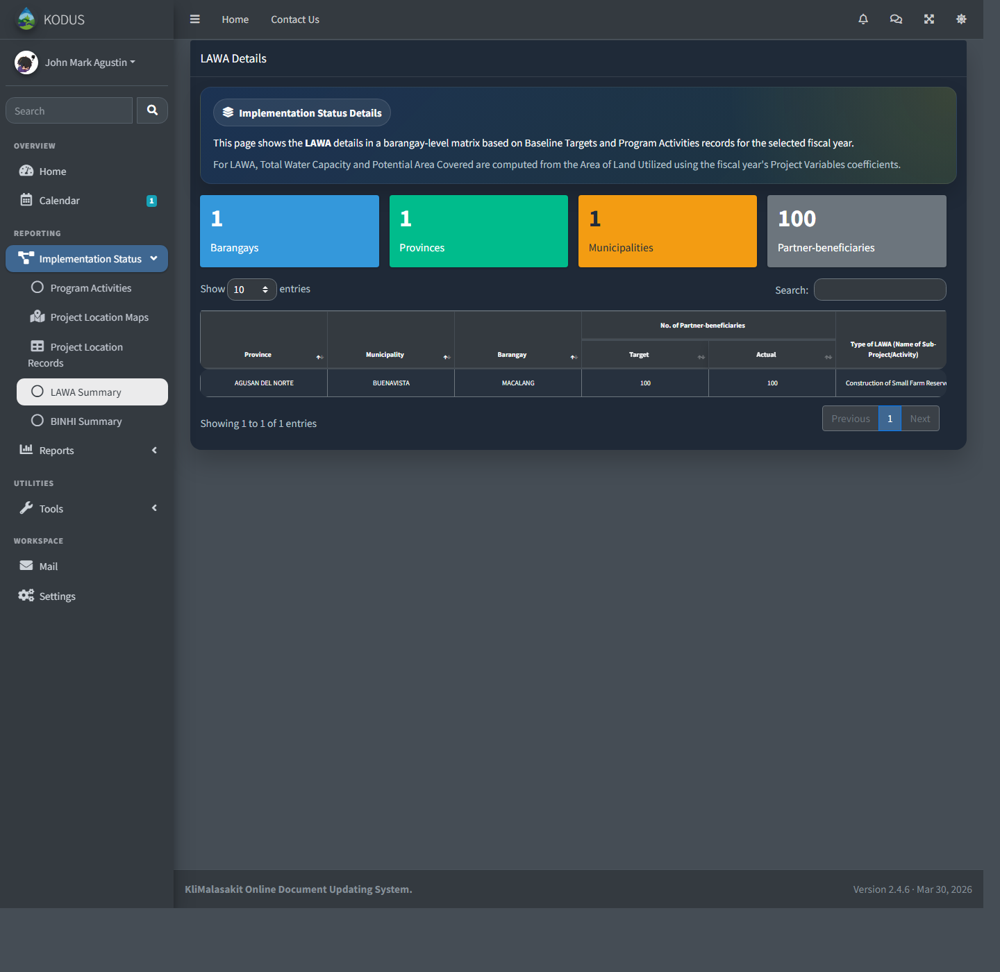 KODUS
Home
Contact Us
John Mark Agustin
Search
OVERVIEW
Home
Calendar
1
REPORTING
Implementation Status
Program Activities
Project Location Maps
Project Location
Records
LAWA Summary
BINHI Summary
Reports
UTILITIES
Tools
WORKSPACE
Mail
Settings
LAWA Details
Implementation Status Details
This page shows the LAWA details in a barangay-level matrix based on Baseline Targets and Program Activities records for the selected fiscal year.
For LAWA, Total Water Capacity and Potential Area Covered are computed from the Area of Land Utilized using the fiscal year's Project Variables coefficients.
1
Barangays
1
Provinces
1
Municipalities
100
Partner-beneficiaries
Show 10 entries
Search:
No. of Partner-beneficiaries
Province
Municipality
Barangay
Target
Actual
Type of LAWA (Name of Sub-
Project/Activity)
AGUSAN DEL NORTE
BUENAVISTA
MACALANG
100
100
Construction of Small Farm Reserv
Showing 1 to 1 of 1 entries
Previous
1
Next
KliMalasakit Online Document Updating System.
Version 2.4.6 · Mar 30, 2026